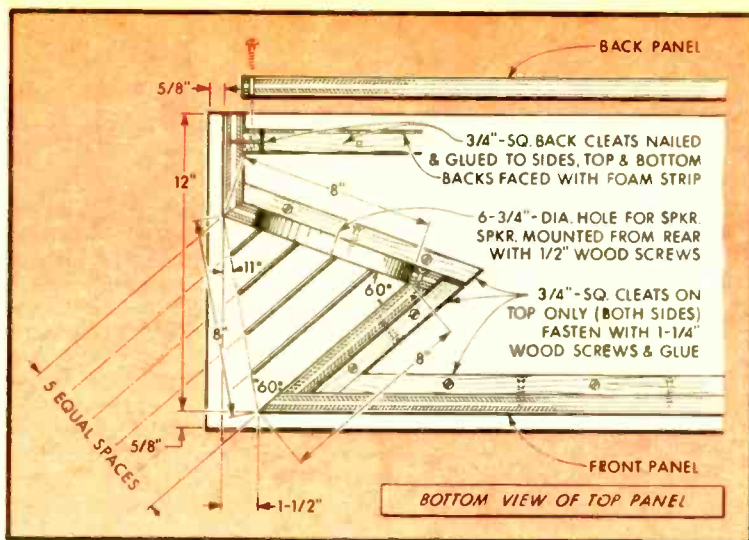 BACK PANEL
5/8"
3/4"-SQ. BACK CLEATS NAILED
& GLUED TO SIDES, TOP & BOTTOM
BACKS FACED WITH FOAM STRIP
12"
8"
6-3/4"-DIA. HOLE FOR SPKR.
SPKR. MOUNTED FROM REAR
WITH 1/2" WOOD SCREWS
11°
60°
3/4"-SQ. CLEATS ON
TOP ONLY (BOTH SIDES)
FASTEN WITH 1-1/4"
WOOD SCREWS & GLUE
8"
8"
60°
5 EQUAL SPACES
5/8"
FRONT PANEL
1-1/2"
BOTTOM VIEW OF TOP PANEL